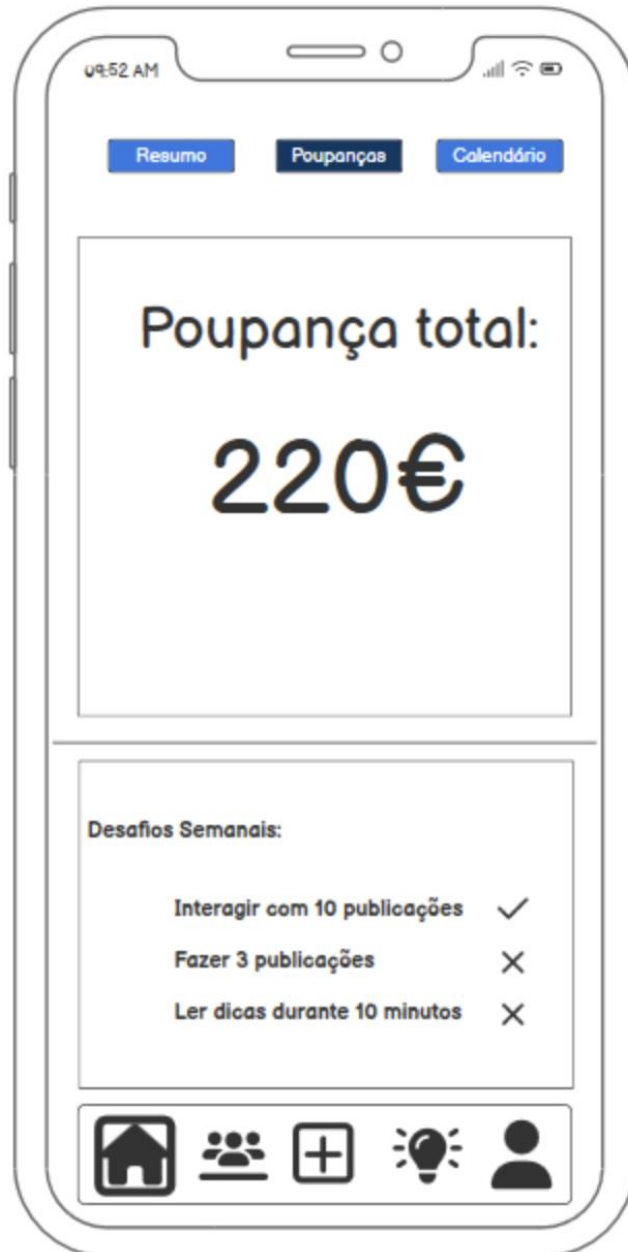 09:52 AM
Resumo Poupanças Calendário
Poupança total:
220€
Desafios Semanais:
Interagir com 10 publicações
Fazer 3 publicações
Ler dicas durante 10 minutos